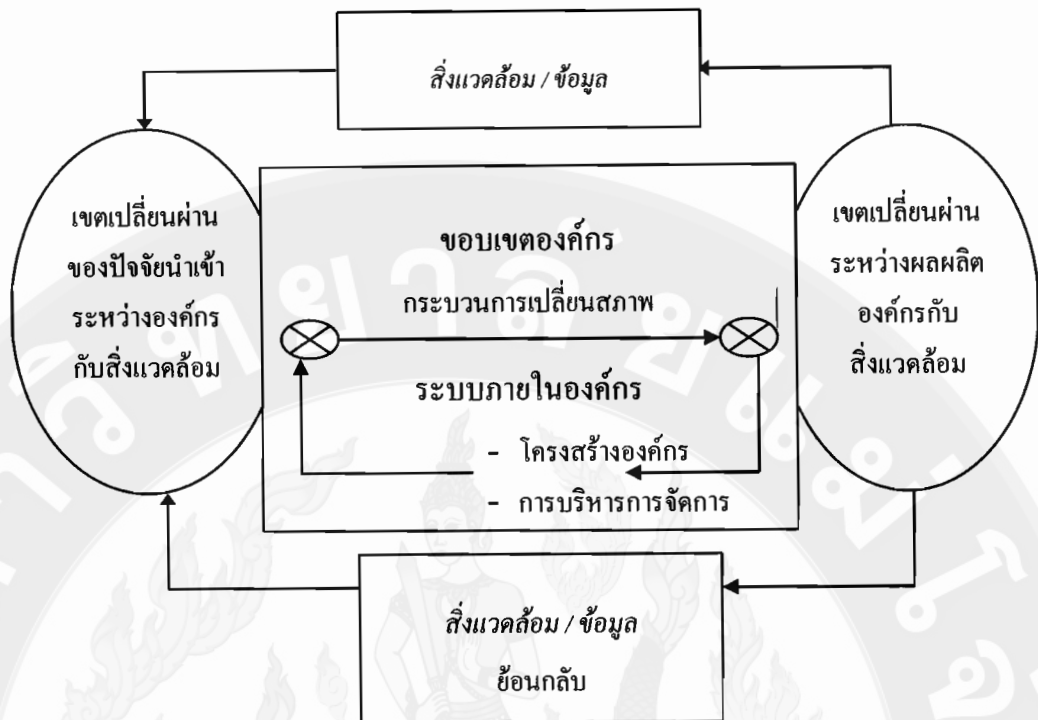 สิ่งแวดล้อม / ข้อมูล
เขตเปลี่ยนผ่าน
ของปัจจัยนำเข้า
ระหว่างองค์กร
กับสิ่งแวดล้อม
ขอบเขตองค์กร
กระบวนการเปลี่ยนสภาพ
ระบบภายในองค์กร
- โครงสร้างองค์กร
- การบริหารการจัดการ
เขตเปลี่ยนผ่าน
ระหว่างผลผลิต
องค์กรกับ
สิ่งแวดล้อม
สิ่งแวดล้อม / ข้อมูล
ย้อนกลับ